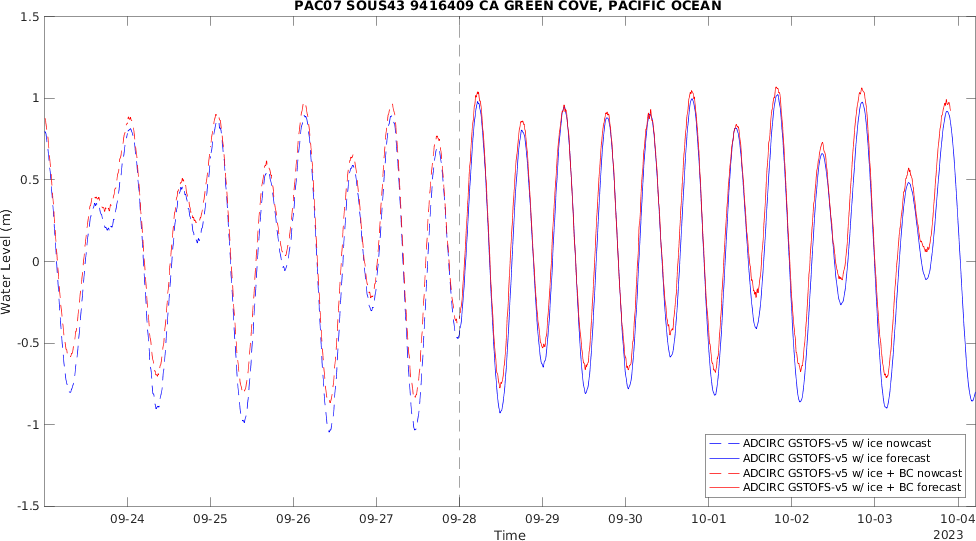 PAC07 SOUS43 9416409 CA GREEN COVE, PACIFIC OCEAN
1.5
1
0.5
0
-0.5
-1
-1.5
Water Level (m)
ADCIRC GSTOFS-v5 w/ ice nowcast
ADCIRC GSTOFS-v5 w/ ice forecast
ADCIRC GSTOFS-v5 w/ ice + BC nowcast
ADCIRC GSTOFS-v5 w/ ice + BC forecast
09-24 09-25 09-26 09-27 09-28 09-29 09-30 10-01 10-02 10-03 10-04
Time 2023